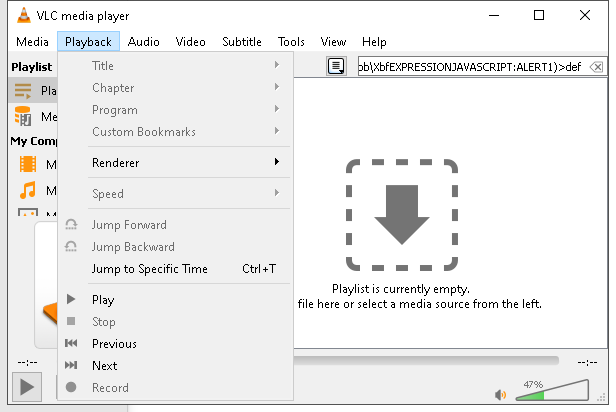 VLC media player
Media Playback Audio Video Subtitle Tools View Help
Playlist
ob\XbfEXPRESSIONJAVASCRIPT:ALERT1)>def
Title
Chapter
Program
Custom Bookmarks
My Comp
Renderer
Speed
Jump Forward
Jump Backward
Jump to Specific Time Ctrl+T
Play
Stop
Previous
Next
Record
Playlist is currently empty.
file here or select a media source from the left.
--:--
--:--
47%